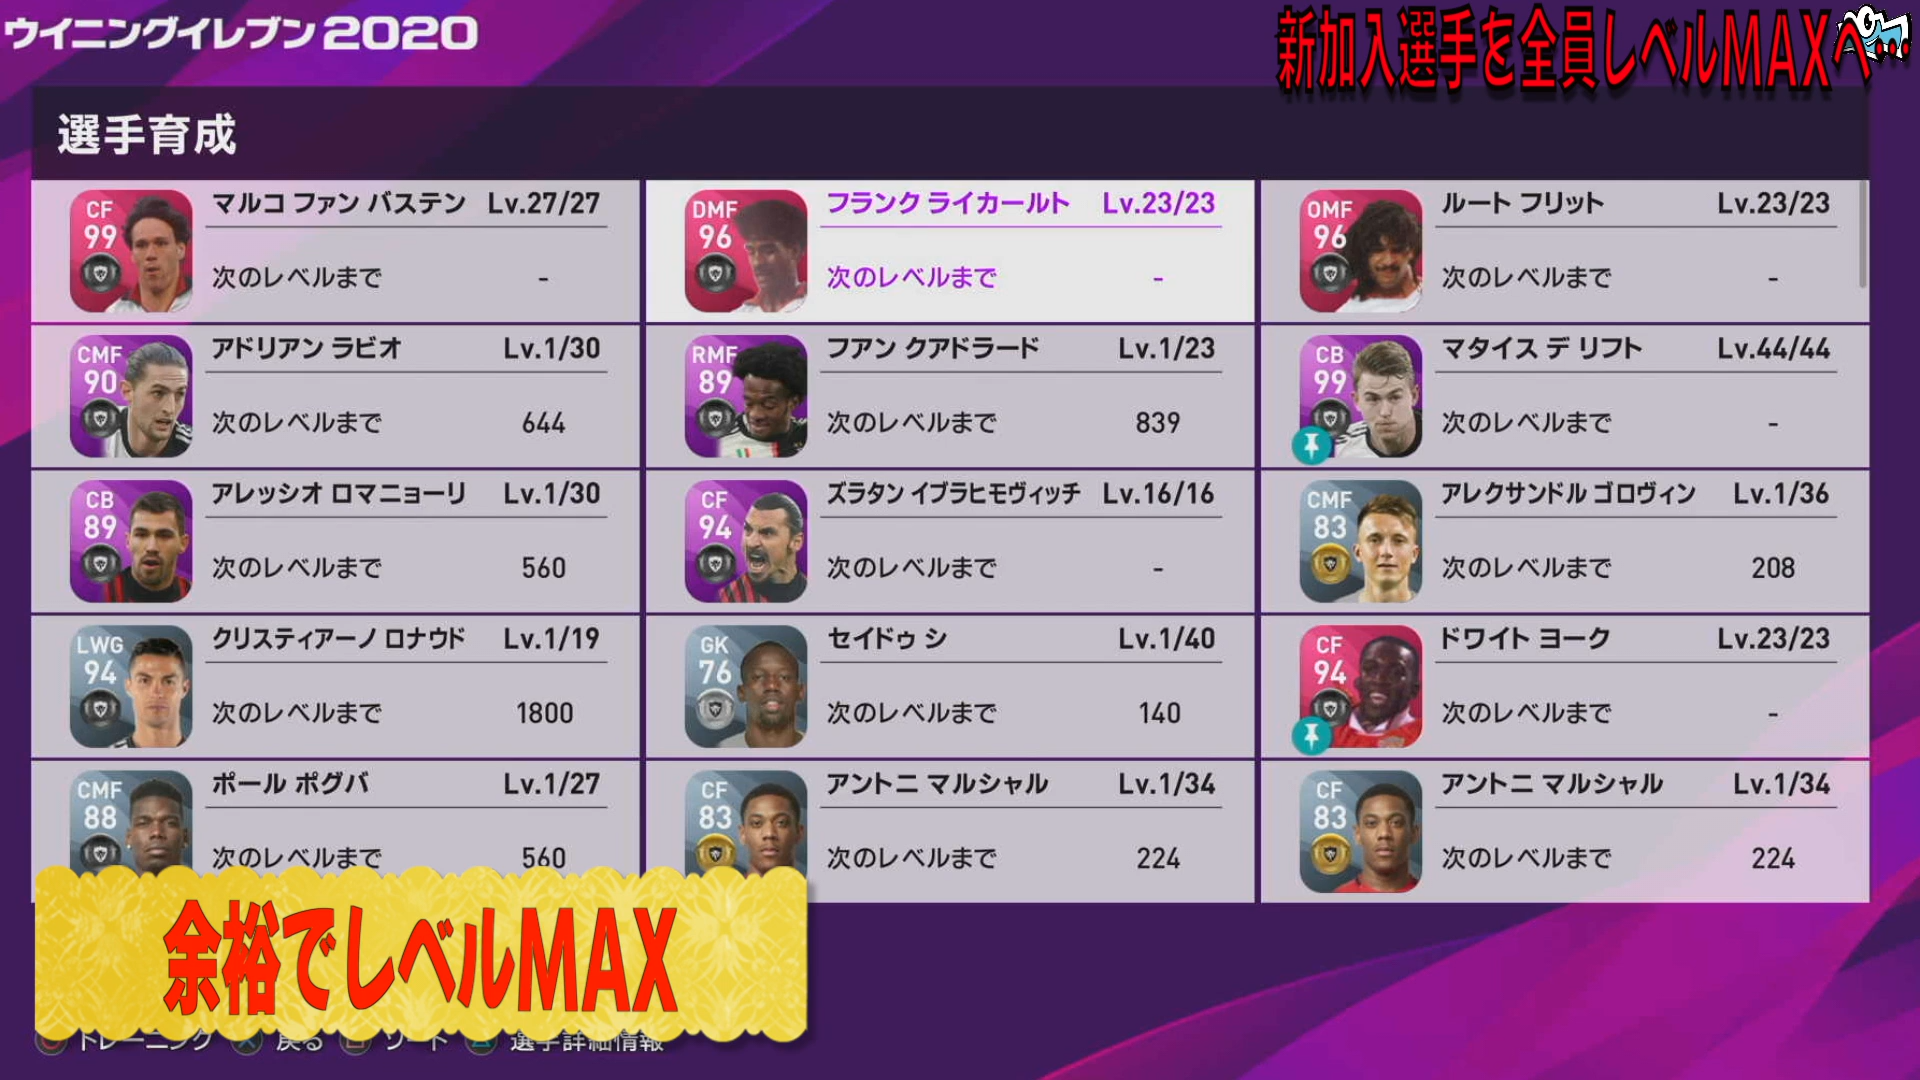 ウイニングイレブン 2020
新加入選手を全員レベルMAXへ...
選手育成
CF 99 マルコ ファン バステン Lv.27/27
次のレベルまで -
DMF 96 フランク ライカールト Lv.23/23
次のレベルまで -
OMF 96 ルート フリット Lv.23/23
次のレベルまで -
CMF 90 アドリアン ラビオ Lv.1/30
次のレベルまで 644
RMF 89 フアン クアドラード Lv.1/23
次のレベルまで 839
CB 99 マタイス デ リフト Lv.44/44
次のレベルまで -
CB 89 アレッシオ ロマニョーリ Lv.1/30
次のレベルまで 560
CF 94 ズラタン イブラヒモヴィッチ Lv.16/16
次のレベルまで -
CMF 83 アレクサンドル ゴロヴィン Lv.1/36
次のレベルまで 208
LWG 94 クリスティアーノ ロナウド Lv.1/19
次のレベルまで 1800
GK 76 セイドゥ シ Lv.1/40
次のレベルまで 140
CF 94 ドワイト ヨーク Lv.23/23
次のレベルまで -
CMF 88 ポール ポグバ Lv.1/27
次のレベルまで 560
CF 83 アントニ マルシャル Lv.1/34
次のレベルまで 224
CF 83 アントニ マルシャル Lv.1/34
次のレベルまで 224
余裕でレベルMAX
トレーニング 戻る ソート 選手詳細情報